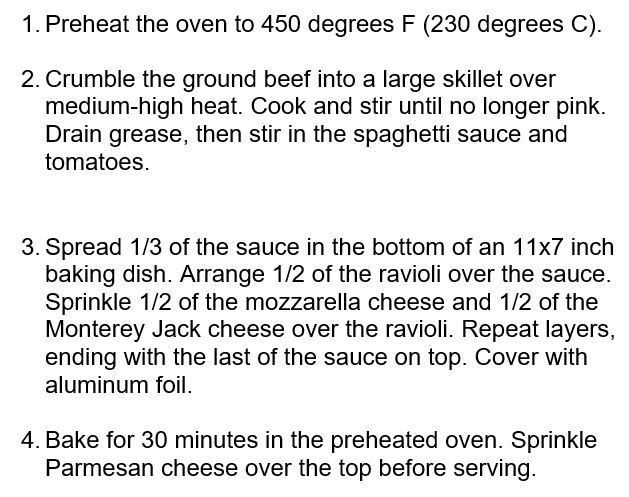 1. Preheat the oven to 450 degrees F (230 degrees C).
2. Crumble the ground beef into a large skillet over
medium-high heat. Cook and stir until no longer pink.
Drain grease, then stir in the spaghetti sauce and
tomatoes.
3. Spread 1/3 of the sauce in the bottom of an 11x7 inch
baking dish. Arrange 1/2 of the ravioli over the sauce.
Sprinkle 1/2 of the mozzarella cheese and 1/2 of the
Monterey Jack cheese over the ravioli. Repeat layers,
ending with the last of the sauce on top. Cover with
aluminum foil.
4. Bake for 30 minutes in the preheated oven. Sprinkle
Parmesan cheese over the top before serving.